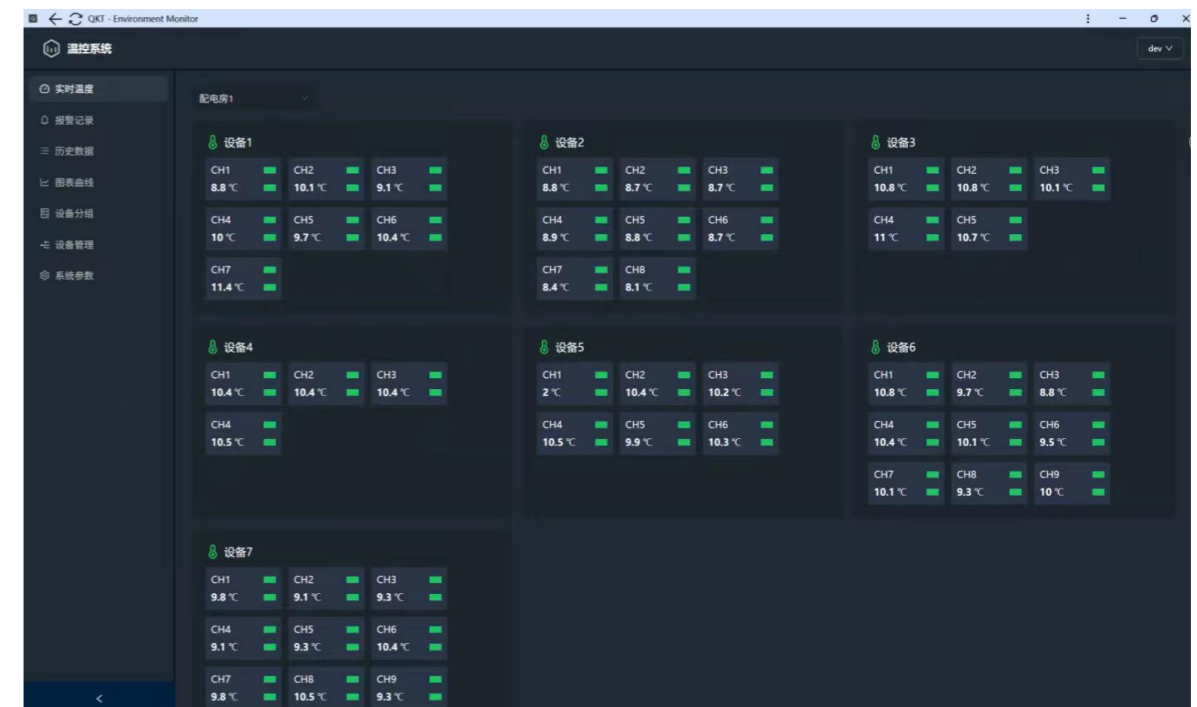 QKT - Environment Monitor
温控系统
dev
实时温度
报警记录
历史数据
图表曲线
设备分组
设备管理
系统参数
配电房1
设备1
CH1 CH2 CH3
8.8 ℃ 10.1 ℃ 9.1 ℃
CH4 CH5 CH6
10 ℃ 9.7 ℃ 10.4 ℃
CH7
11.4 ℃
设备2
CH1 CH2 CH3
8.8 ℃ 8.7 ℃ 8.7 ℃
CH4 CH5 CH6
8.9 ℃ 8.8 ℃ 8.7 ℃
CH7 CH8
8.4 ℃ 8.1 ℃
设备3
CH1 CH2 CH3
10.8 ℃ 10.8 ℃ 10.1 ℃
CH4 CH5
11 ℃ 10.7 ℃
设备4
CH1 CH2 CH3
10.4 ℃ 10.4 ℃ 10.4 ℃
CH4
10.5 ℃
设备5
CH1 CH2 CH3
2 ℃ 10.4 ℃ 10.2 ℃
CH4 CH5 CH6
10.5 ℃ 9.9 ℃ 10.3 ℃
设备6
CH1 CH2 CH3
10.8 ℃ 9.7 ℃ 8.8 ℃
CH4 CH5 CH6
10.4 ℃ 10.1 ℃ 9.5 ℃
CH7 CH8 CH9
10.1 ℃ 9.3 ℃ 10 ℃
设备7
CH1 CH2 CH3
9.8 ℃ 9.1 ℃ 9.3 ℃
CH4 CH5 CH6
9.1 ℃ 9.3 ℃ 10.4 ℃
CH7 CH8 CH9
9.8 ℃ 10.5 ℃ 9.3 ℃